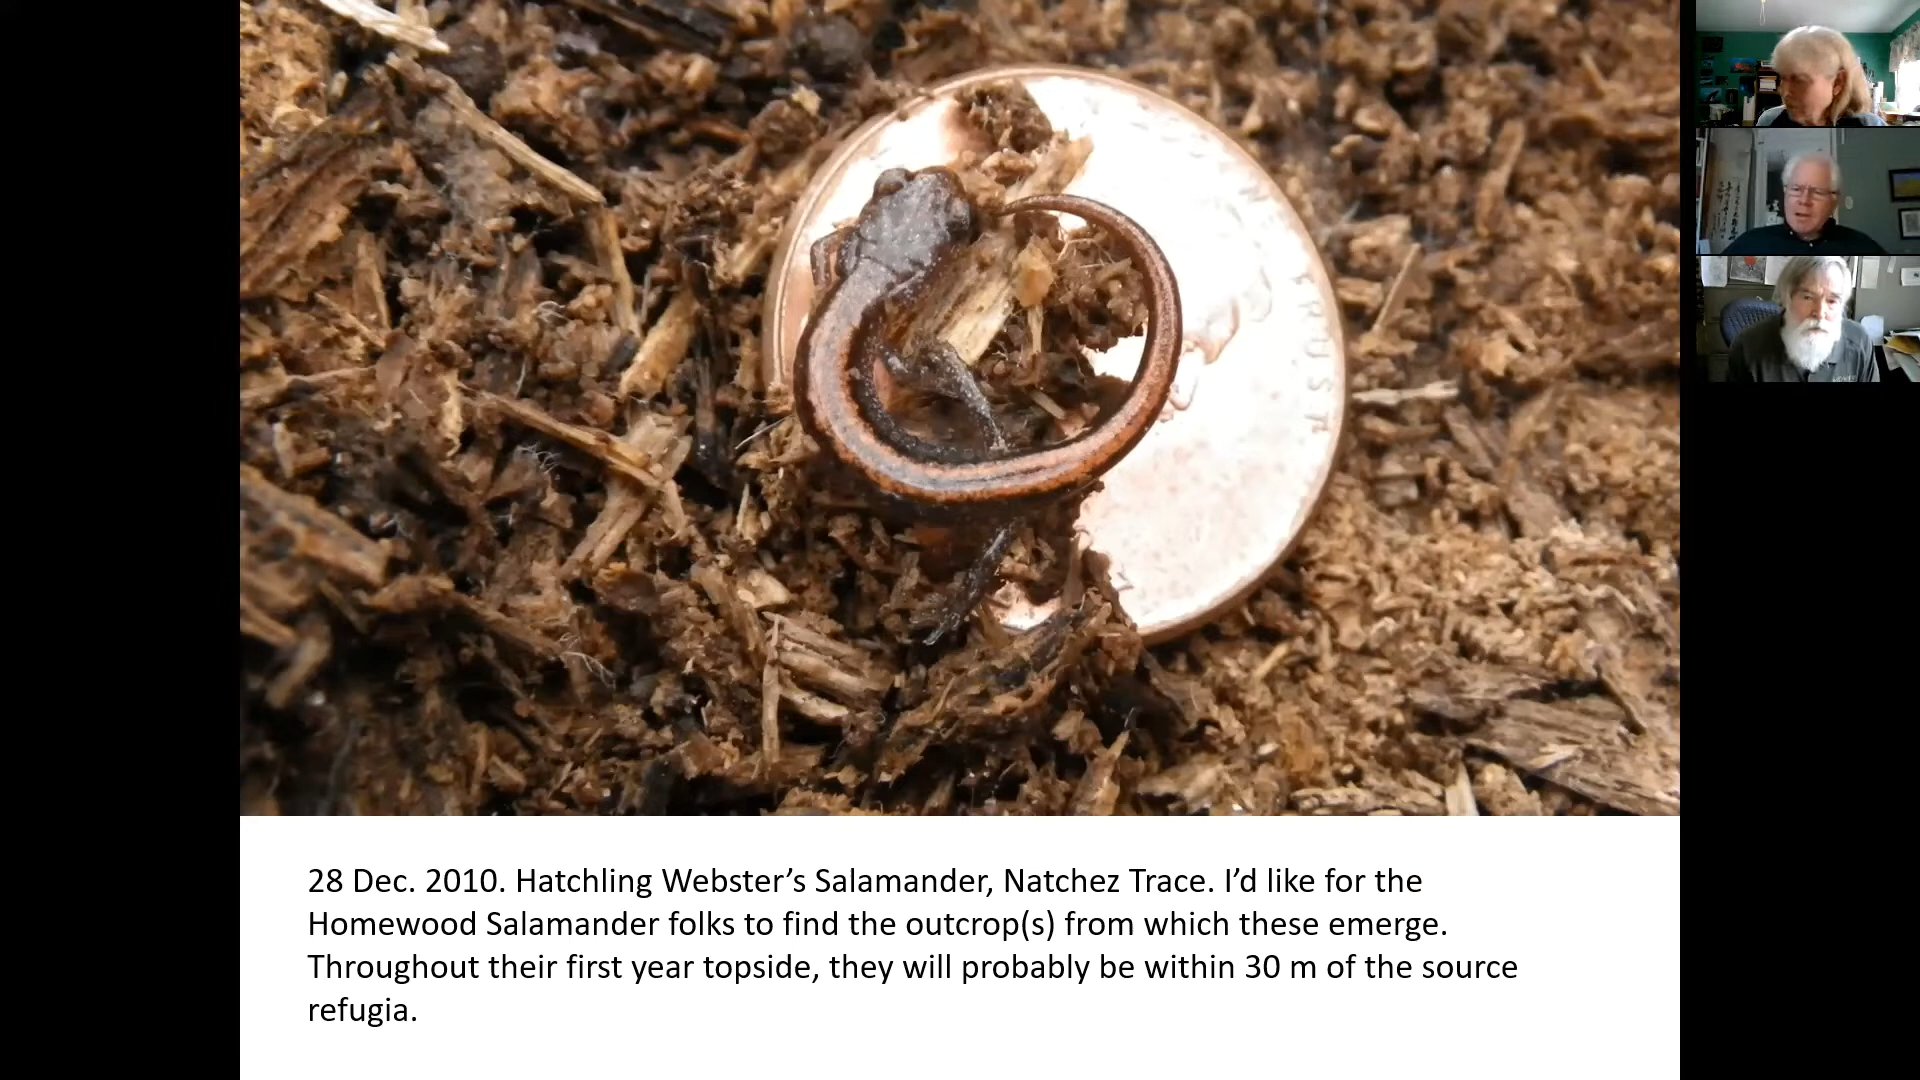 TRUST
28 Dec. 2010. Hatchling Webster’s Salamander, Natchez Trace. I’d like for the
Homewood Salamander folks to find the outcrop(s) from which these emerge.
Throughout their first year topside, they will probably be within 30 m of the source
refugia.